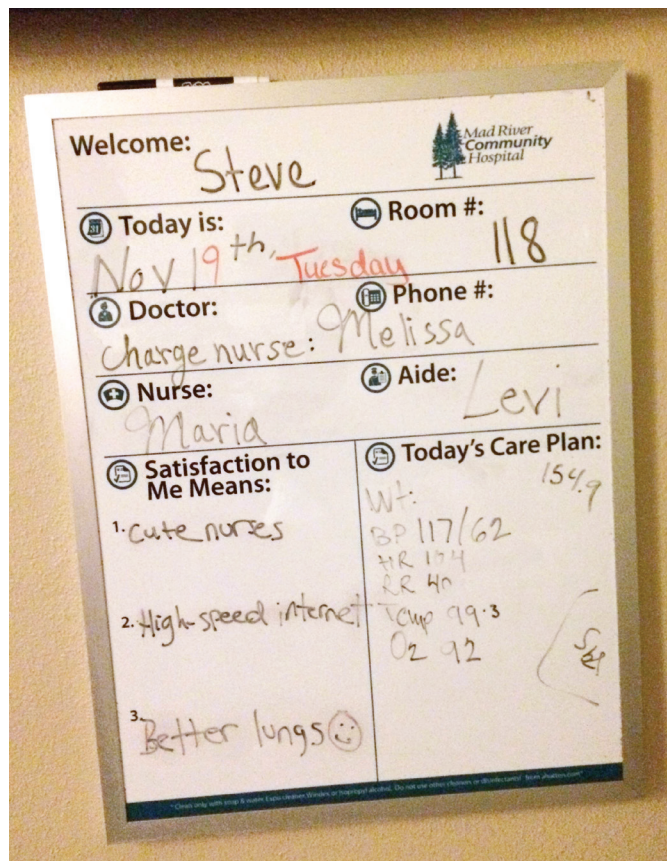 Welcome:
Steve
Mad River
Community
Hospital
Today is:
Nov 19th, Tuesday
Room #:
118
Doctor:
Phone #:
charge nurse: Melissa
Nurse:
Maria
Aide:
Levi
Satisfaction to
Me Means:
1. Cute nurses
2. High-speed internet
3. Better lungs
Today's Care Plan:
154.9
Wt:
BP 117/62
HR
RR
Temp 99.3
O2 92